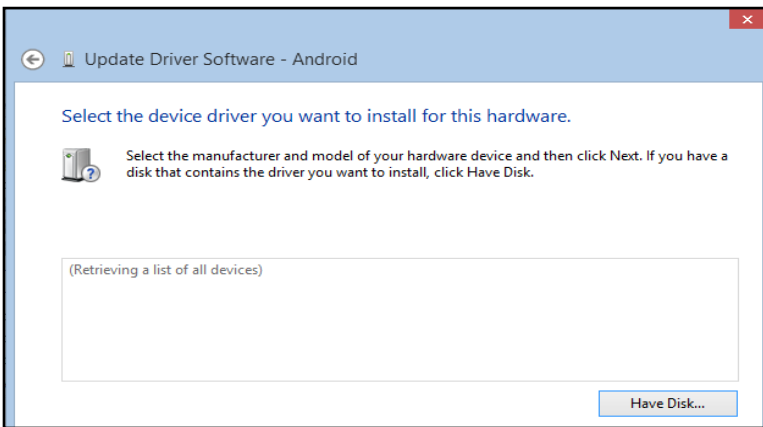 Update Driver Software - Android
Select the device driver you want to install for this hardware.
Select the manufacturer and model of your hardware device and then click Next. If you have a
disk that contains the driver you want to install, click Have Disk.
(Retrieving a list of all devices)
Have Disk...